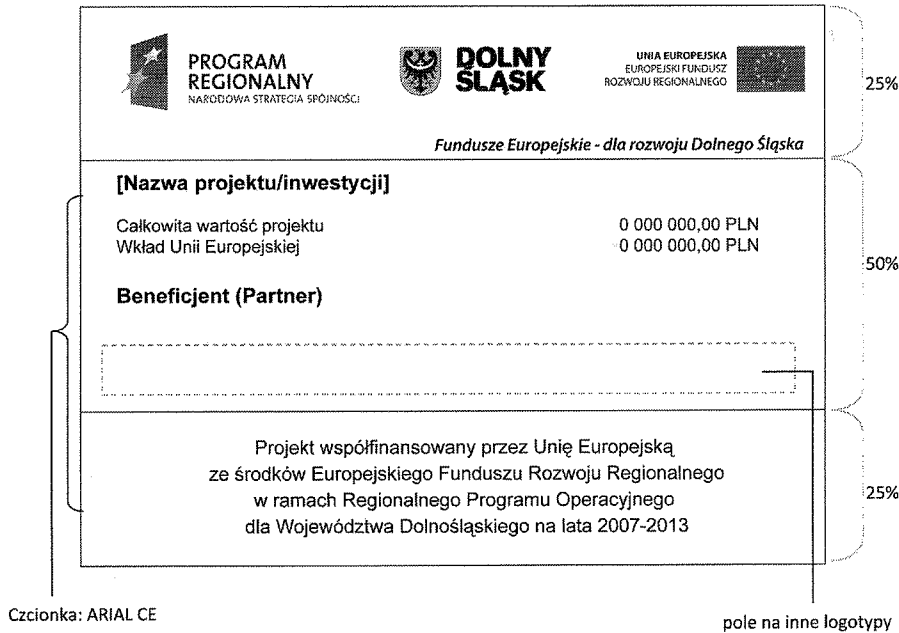 PROGRAM
REGIONALNY
NARODOWA STRATEGIA SPÓJNOŚCI
DOLNY
ŚLĄSK
UNIA EUROPEJSKA
EUROPEJSKI FUNDUSZ
ROZWOJU REGIONALNEGO
25%
Fundusze Europejskie - dla rozwoju Dolnego Śląska
[Nazwa projektu/inwestycji]
Całkowita wartość projektu 0 000 000,00 PLN
Wkład Unii Europejskiej 0 000 000,00 PLN
50%
Beneficjent (Partner)
Projekt współfinansowany przez Unię Europejską
ze środków Europejskiego Funduszu Rozwoju Regionalnego
w ramach Regionalnego Programu Operacyjnego
dla Województwa Dolnośląskiego na lata 2007-2013
25%
Czcionka: ARIAL CE
pole na inne logotypy